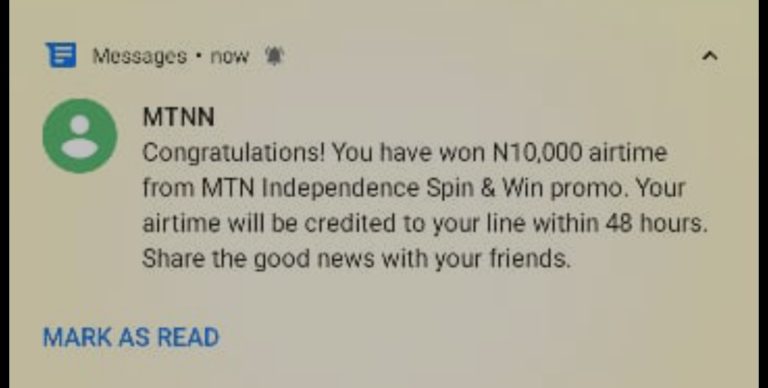 Messages • now
MTNN
Congratulations! You have won N10,000 airtime
from MTN Independence Spin & Win promo. Your
airtime will be credited to your line within 48 hours.
Share the good news with your friends.
MARK AS READ